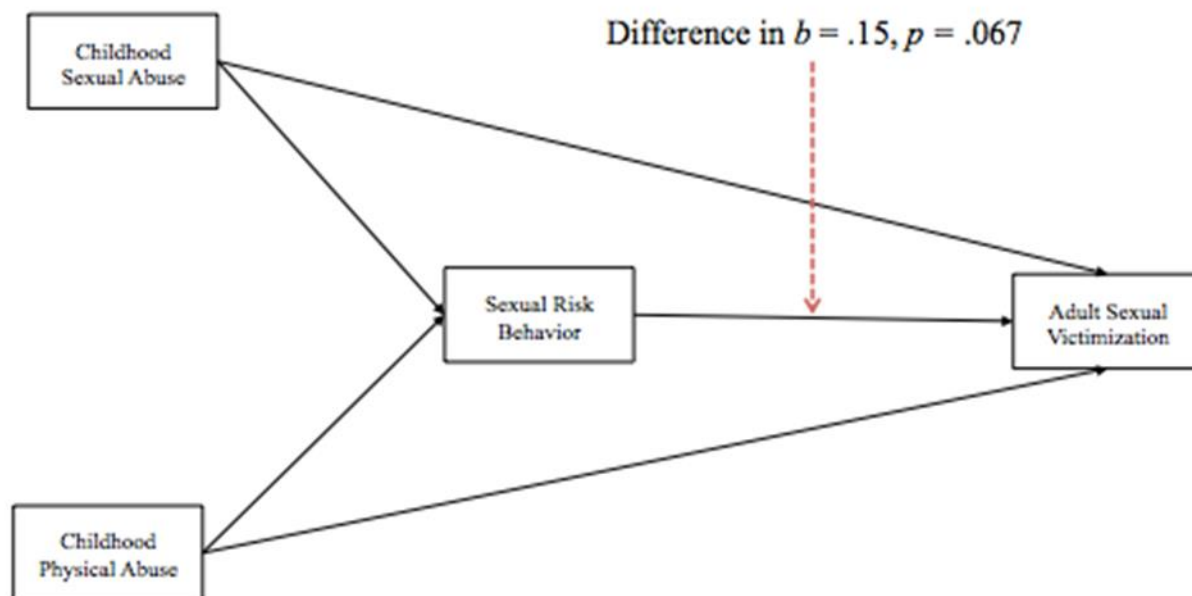 Childhood
Sexual Abuse
Difference in b = .15, p = .067
Sexual Risk
Behavior
Adult Sexual
Victimization
Childhood
Physical Abuse